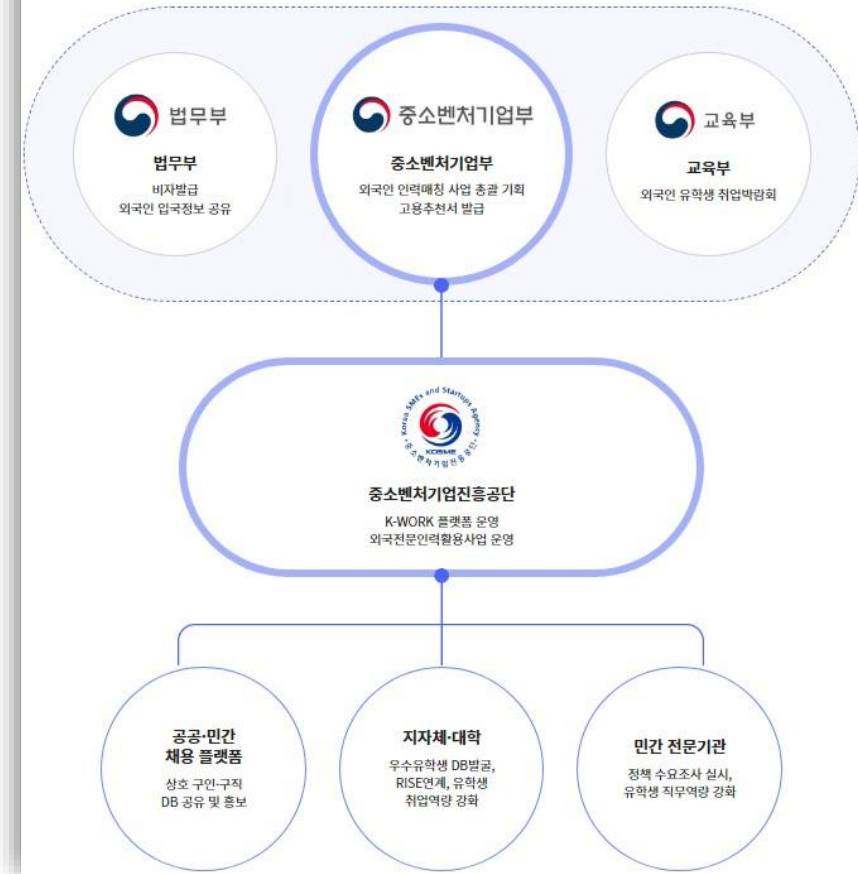 법무부
법무부
비자발급
외국인 입국정보 공유
중소벤처기업부
중소벤처기업부
외국인 인력매칭 사업 총괄 기획
고용추천서 발급
교육부
교육부
외국인 유학생 취업박람회
Korea SMEs and Startups Agency
KOSME
중소벤처기업진흥공단
중소벤처기업진흥공단
K-WORK 플랫폼 운영
외국전문인력활용사업 운영
공공·민간
채용 플랫폼
상호 구인·구직
DB 공유 및 홍보
지자체·대학
우수유학생 DB발굴,
RISE연계, 유학생
취업역량 강화
민간 전문기관
정책 수요조사 실시,
유학생 직무역량 강화